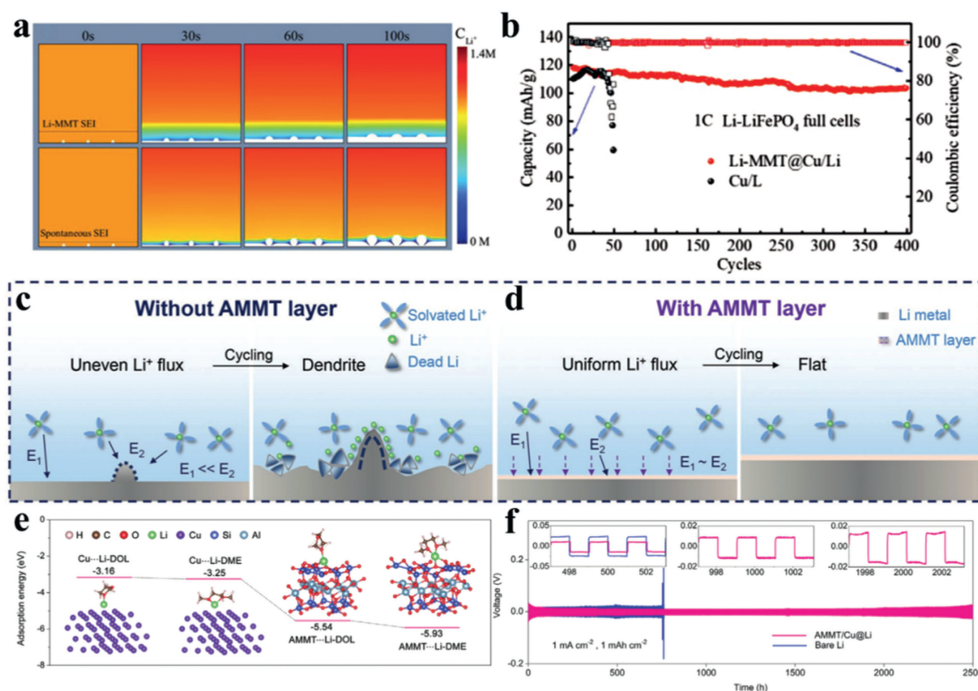 a
0s
30s
60s
100s
C_Li+
1.4M
Li-MMT SEI
Spontaneous SEI
0 M
b
Capacity (mAh/g)
140
120
100
80
60
40
20
0
1C Li-LiFePO4 full cells
Li-MMT@Cu/Li
Cu/L
100
80
60
40
20
Coulombic efficiency (%)
0 50 100 150 200 250 300 350 400
Cycles
c
Without AMMT layer
Solvated Li+
Li+
Dead Li
Uneven Li+ flux
Cycling
Dendrite
E1
E2
E1 << E2
d
With AMMT layer
Li metal
AMMT layer
Uniform Li+ flux
Cycling
Flat
E1
E2
E1 ~ E2
e
Adsorption energy (eV)
0
-2
-4
-6
-8
H C O Li Cu Si Al
Cu···Li-DOL
-3.16
Cu···Li-DME
-3.25
-5.54
AMMT···Li-DOL
-5.93
AMMT···Li-DME
f
Voltage (V)
0.2
0.0
-0.2
0.05
0.00
-0.05
498 500 502
0.02
0.00
-0.02
998 1000 1002
0.02
0.00
-0.02
1998 2000 2002
1 mA cm-2 , 1 mAh cm-2
AMMT/Cu@Li
Bare Li
0 500 1000 1500 2000 250
Time (h)